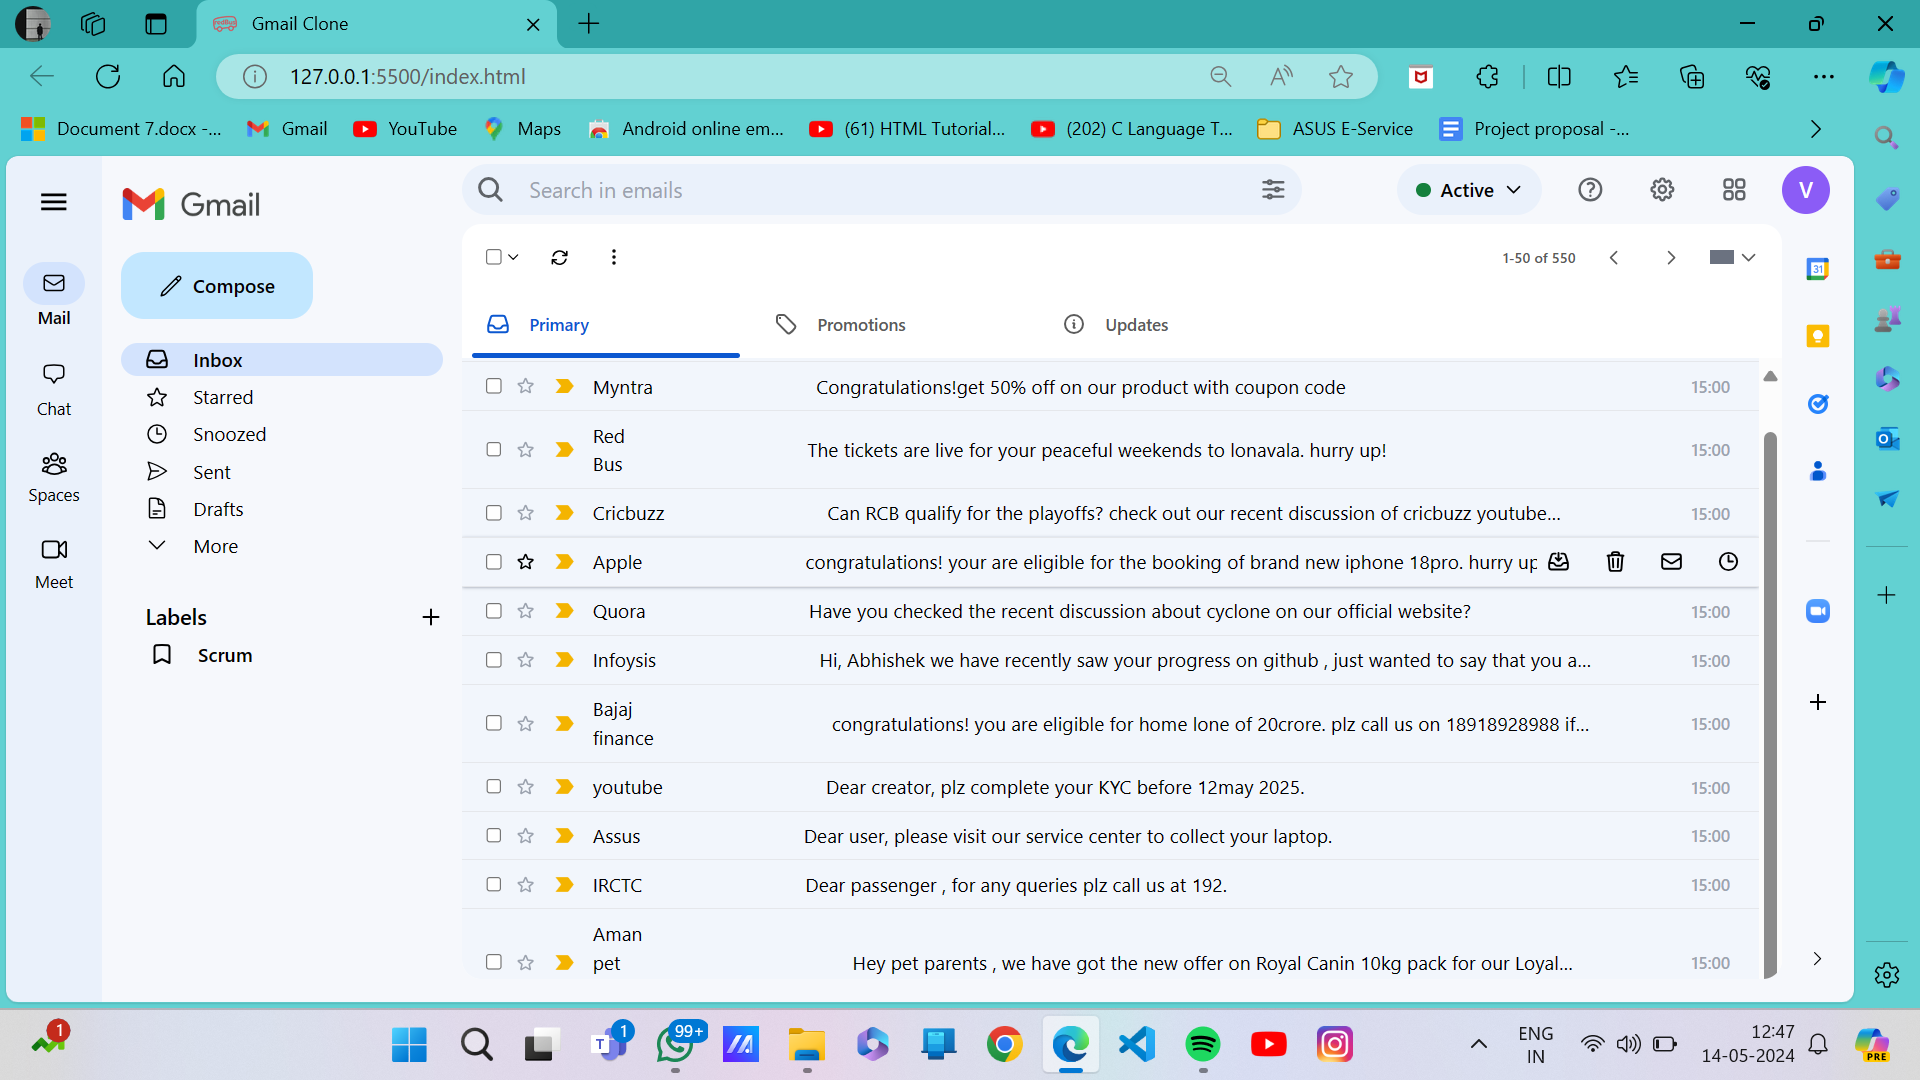 Gmail Clone
127.0.0.1:5500/index.html
Document 7.docx -...
Gmail
YouTube
Maps
Android online em...
(61) HTML Tutorial...
(202) C Language T...
ASUS E-Service
Project proposal -...
Gmail
Search in emails
Active
V
Compose
1-50 of 550
31
Mail
Primary
Promotions
Updates
Inbox
Myntra Congratulations!get 50% off on our product with coupon code 15:00
Starred
Chat
Snoozed
Red
Bus
The tickets are live for your peaceful weekends to lonavala. hurry up! 15:00
Sent
Spaces
Drafts
Cricbuzz Can RCB qualify for the playoffs? check out our recent discussion of cricbuzz youtube... 15:00
More
Apple congratulations! your are eligible for the booking of brand new iphone 18pro. hurry up
Meet
Labels
Quora Have you checked the recent discussion about cyclone on our official website? 15:00
Scrum
Infoysis Hi, Abhishek we have recently saw your progress on github , just wanted to say that you a... 15:00
Bajaj
finance
congratulations! you are eligible for home lone of 20crore. plz call us on 18918928988 if... 15:00
youtube Dear creator, plz complete your KYC before 12may 2025. 15:00
Assus Dear user, please visit our service center to collect your laptop. 15:00
IRCTC Dear passenger , for any queries plz call us at 192. 15:00
Aman
pet
Hey pet parents , we have got the new offer on Royal Canin 10kg pack for our Loyal... 15:00
1
T
1
99+
ENG
IN
12:47
14-05-2024
PRE